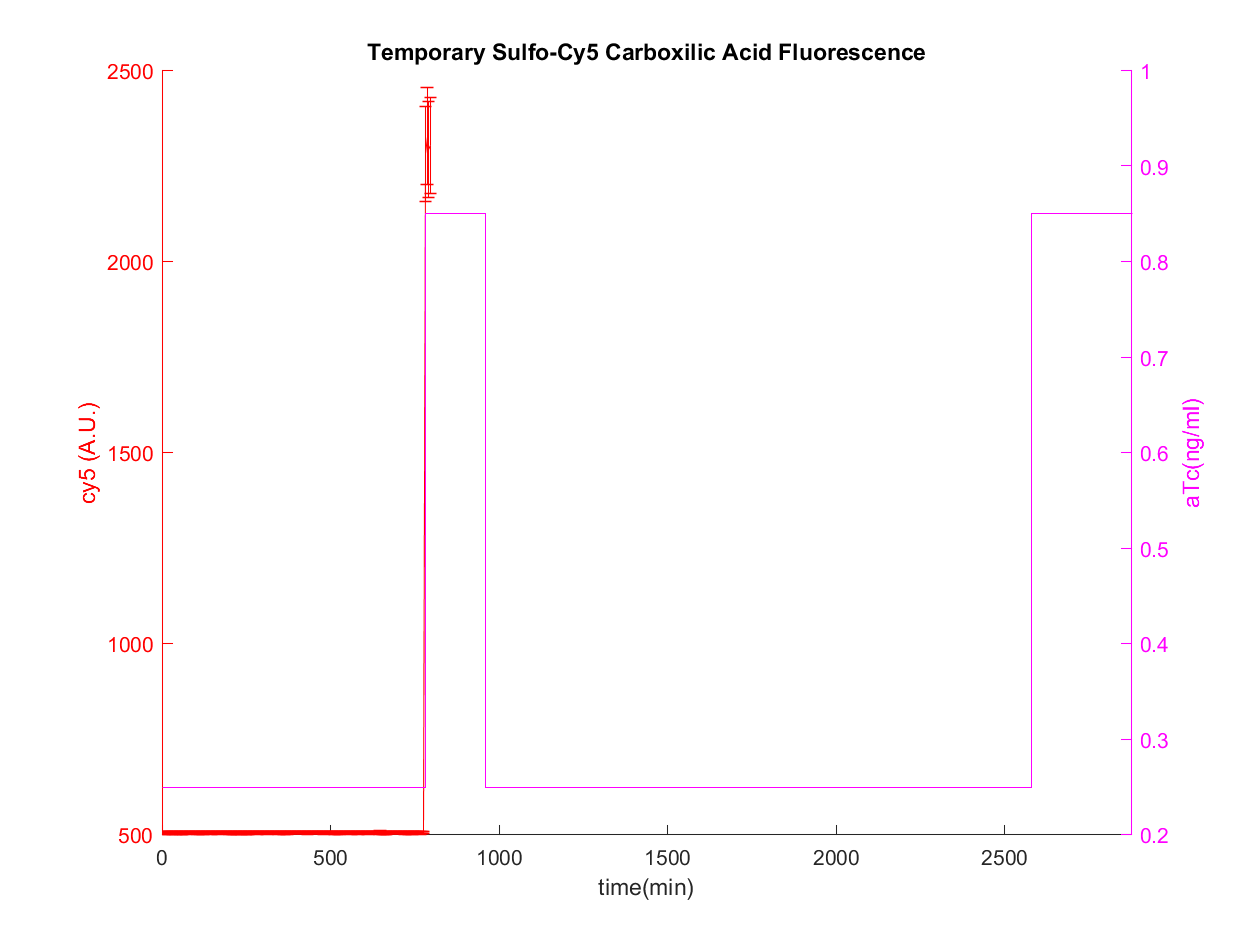 Temporary Sulfo-Cy5 Carboxilic Acid Fluorescence
2500
2000
1500
1000
500
cy5 (A.U.)
1
0.9
0.8
0.7
0.6
0.5
0.4
0.3
0.2
aTc(ng/ml)
0 500 1000 1500 2000 2500
time(min)